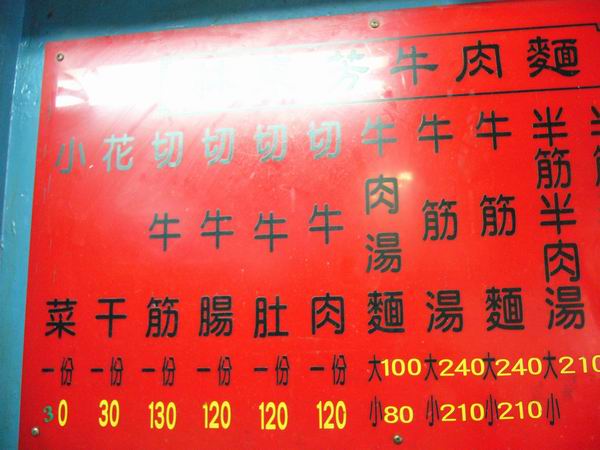 牛肉麵
半筋半肉湯
大210
小
牛筋麵
大240
小210
牛筋湯
大240
小210
牛肉湯麵
大100
小80
切牛肉
一份
120
切牛肚
一份
120
切牛腸
一份
120
切牛筋
一份
130
花干
一份
30
小菜
一份
30